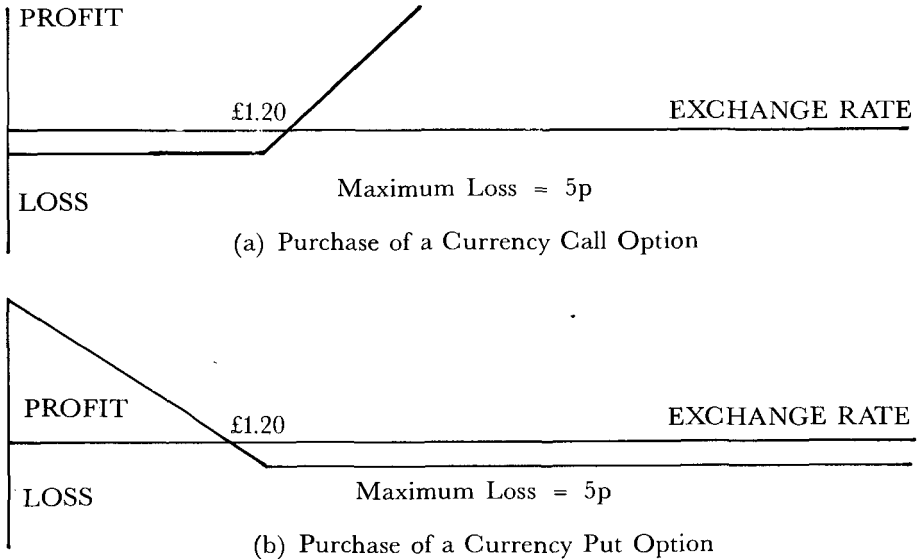 PROFIT
£1.20
EXCHANGE RATE
LOSS
Maximum Loss = 5p
(a) Purchase of a Currency Call Option
PROFIT
£1.20
EXCHANGE RATE
LOSS
Maximum Loss = 5p
(b) Purchase of a Currency Put Option